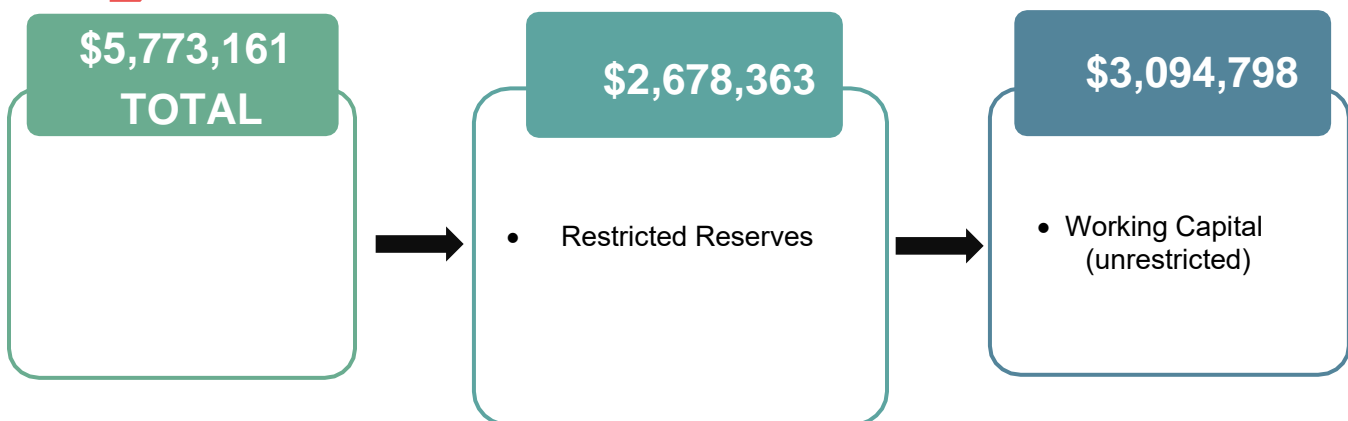 $5,773,161
TOTAL
$2,678,363
• Restricted Reserves
$3,094,798
• Working Capital
(unrestricted)